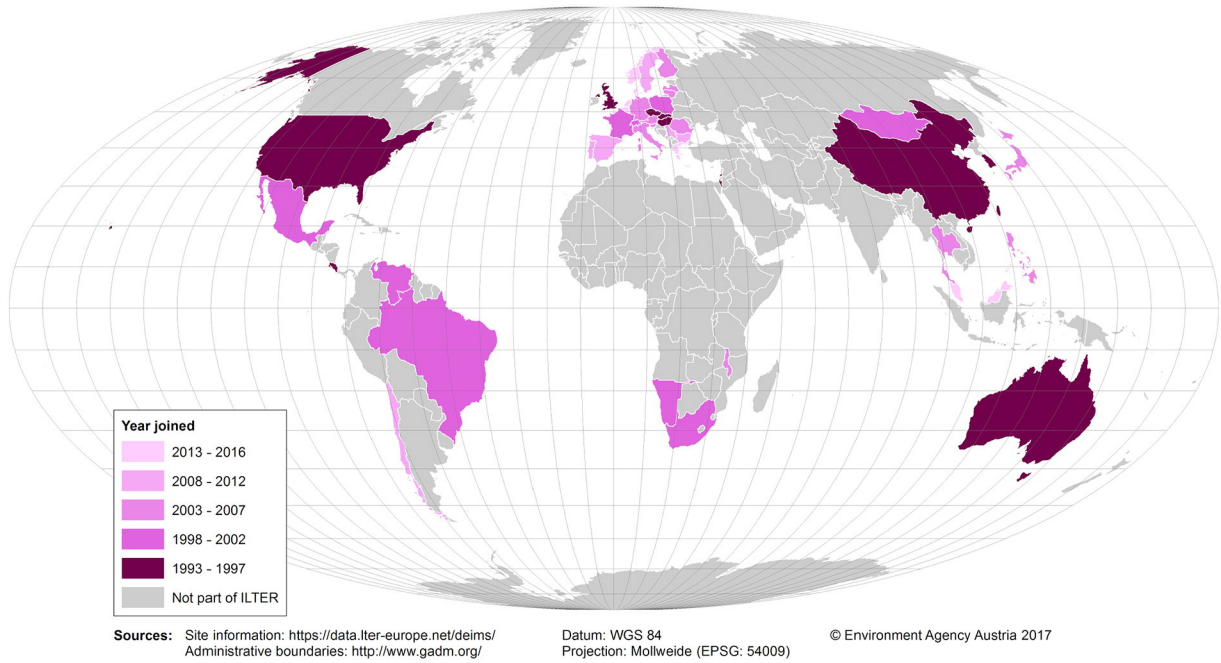 Year joined
2013 - 2016
2008 - 2012
2003 - 2007
1998 - 2002
1993 - 1997
Not part of ILTER
Sources: Site information: https://data.lter-europe.net/deims/
Administrative boundaries: http://www.gadm.org/
Datum: WGS 84
Projection: Mollweide (EPSG: 54009)
© Environment Agency Austria 2017